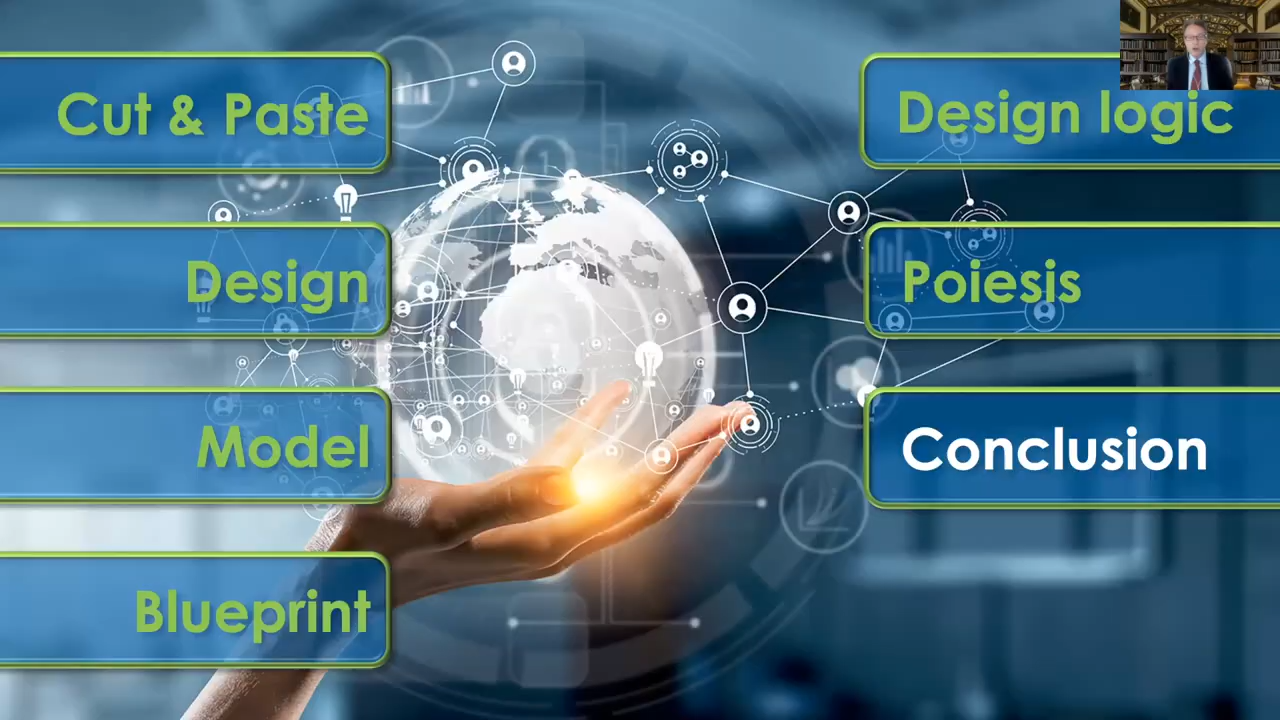 Cut & Paste
Design
Model
Blueprint
Design logic
Poiesis
Conclusion